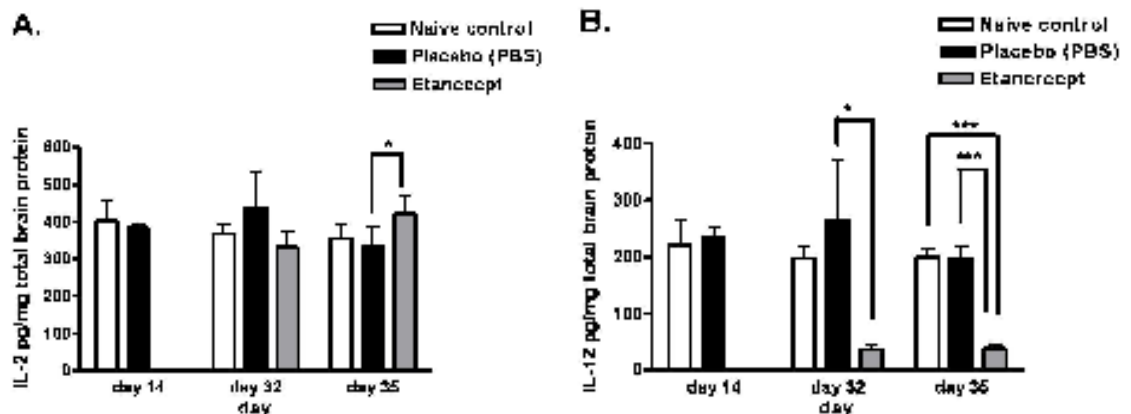 A.
Naive control
Placebo (PBS)
Etanecept
IL-2 pg/mg total brain protein
600
500
400
300
200
100
0
*
day 14
day 32
day 35
day
B.
Naive control
Placebo (PBS)
Etanercept
IL-12 pg/mg total brain protein
400
300
200
100
0
*
***
***
day 14
day 32
day 35
day